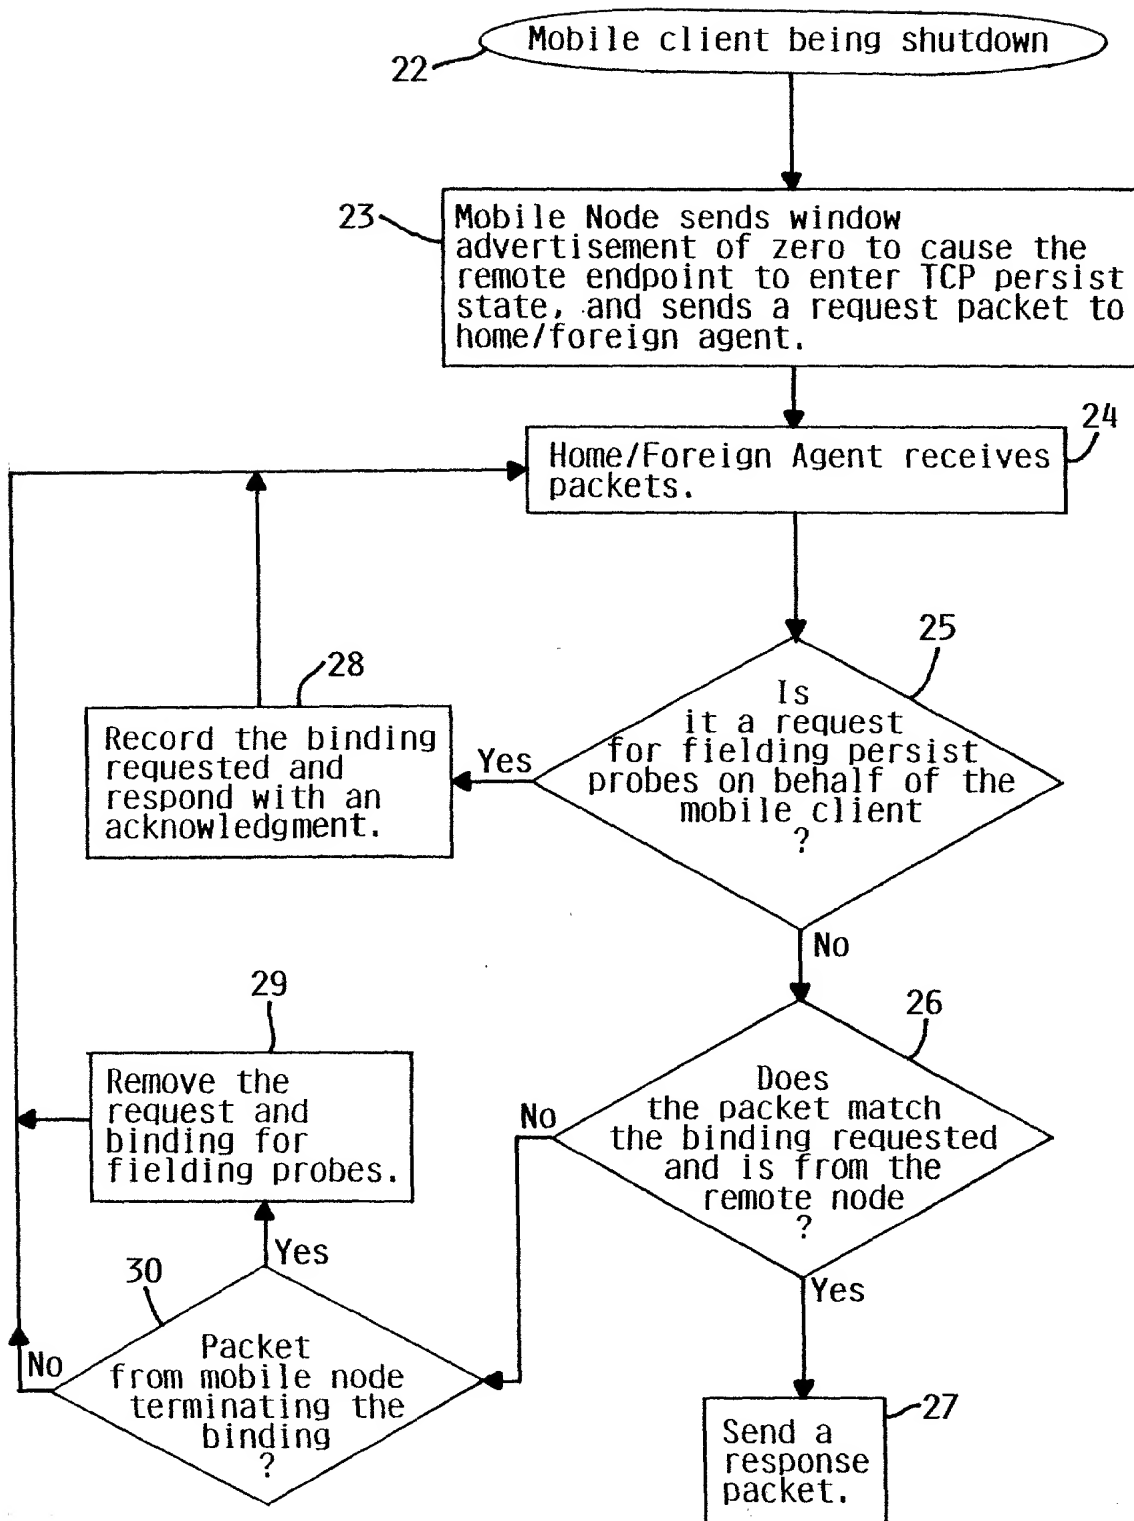 Mobile client being shutdown
22
23
Mobile Node sends window
advertisement of zero to cause the
remote endpoint to enter TCP persist
state, and sends a request packet to
home/foreign agent.
24
Home/Foreign Agent receives
packets.
25
Is
it a request
for fielding persist
probes on behalf of the
mobile client
?
Yes
28
Record the binding
requested and
respond with an
acknowledgment.
No
26
Does
the packet match
the binding requested
and is from the
remote node
?
No
29
Remove the
request and
binding for
fielding probes.
Yes
30
Packet
from mobile node
terminating the
binding
?
No
Yes
27
Send a
response
packet.